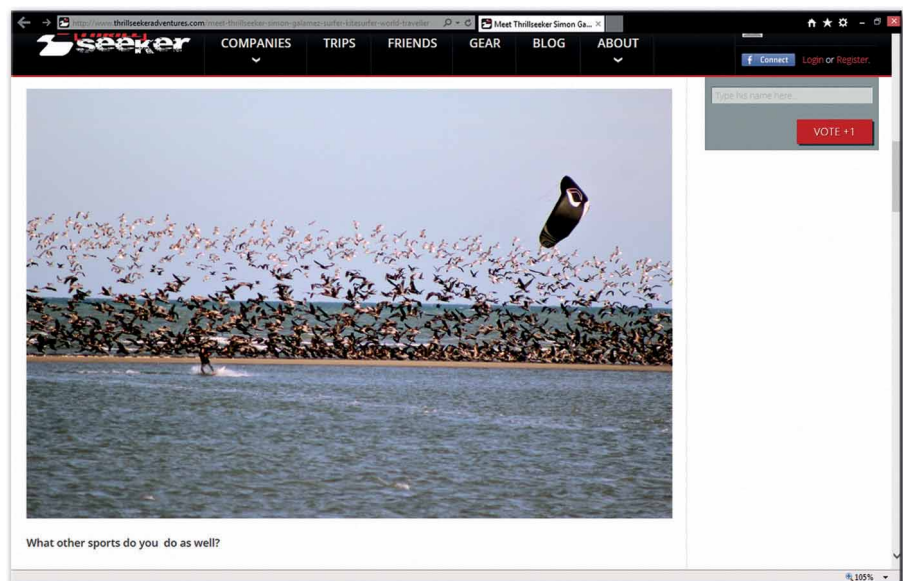 http://www.thrillseekeradventures.com/meet-thrillseeker-simon-galamez-surfer-kitesurfer-world-traveller
Meet Thrillseeker Simon Ga...
THRILL
seeker
COMPANIES
TRIPS
FRIENDS
GEAR
BLOG
ABOUT
f Connect
Login or Register.
Type his name here...
VOTE +1
What other sports do you do as well?
105%